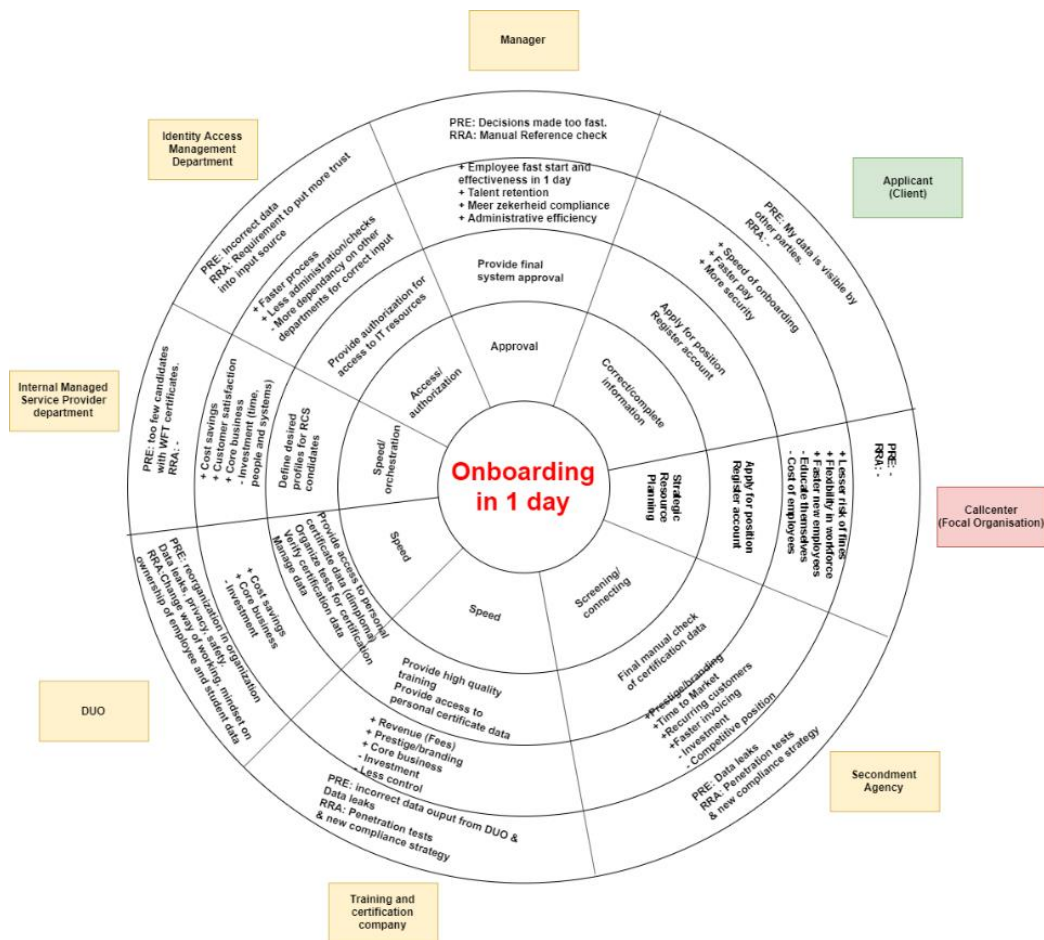 Manager
Identity Access
Management
Department
Applicant
(Client)
Internal Managed
Service Provider
department
Callcenter
(Focal Organisation)
DUO
Secondment
Agency
Training and
certification
company
Onboarding
in 1 day
PRE: Decisions made too fast.
RRA: Manual Reference check
+ Employee fast start and
effectiveness in 1 day
+ Talent retention
+ Meer zekerheid compliance
+ Administrative efficiency
Provide final
system approval
Approval
PRE: My data is visible by
other parties.
RRA: -
+ Speed of onboarding
+ Faster pay
+ More security
Apply for position
Register account
Correct/complete
information
PRE: -
RRA: -
+ Lesser risk of fines
+ Flexibility in workforce
+ Faster new employees
- Educate themselves
- Cost of employees
Apply for position
Register account
Strategic
Resource
Planning
PRE: Data leaks
RRA: Penetration tests
& new compliance strategy
+Prestige/branding
+Time to Market
+Recurring customers
+Faster invoicing
- Investment
- Competitive position
Final manual check
of certification data
Screening/
connecting
PRE: incorrect data ouput from DUO &
Data leaks
RRA: Penetration tests
& new compliance strategy
+ Revenue (Fees)
+ Prestige/branding
+ Core business
- Investment
- Less control
Provide high quality
training
Provide access to
personal certificate data
Speed
PRE: reorganization in organization
Data leaks, privacy, safety.
RRA:Change way of working, mindset on
ownership of employee and student data
+ Cost savings
+ Core business
- Investment
Provide access to personal
certificate data (dimploma)
Organize tests for certification
Verify certification data
Manage data
Speed
PRE: too few candidates
with WFT certificates.
RRA: -
+ Cost savings
+ Customer satisfaction
+ Core business
- Investment (time,
people and systems)
Define desired
profiles for RCS
candidates
Speed/
orchestration
PRE: Incorrect data
RRA: Requirement to put more trust
into input source
+ Faster process
+ Less administration/checks
- More dependancy on other
departments for correct input
Provide authorization for
access to IT resources
Access/
authorization